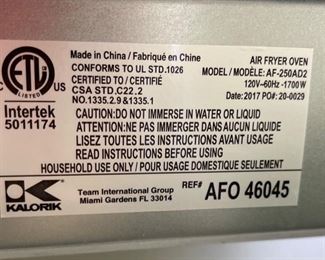 Made in China / Fabriqué en Chine
AIR FRYER OVEN
CONFORMS TO UL STD.1026
MODEL / MODÈLE: AF-250AD2
CERTIFIED TO / CERTIFIÉ
120V~60Hz -1700W
CSA STD.C22..2
Date: 2017 PO#: 20-0029
NO.1335.2.9 &1335.1
C ETL US
Intertek
5011174
CAUTION:DO NOT IMMERSE IN WATER OR LIQUID
ATTENTION:NE PAS IMMERGER DANS UN LIQUIDE
LISEZ TOUTES LES INSTRUCTIONS AVANT USAGE
READ ALL INSTRUCTIONS BEFORE USING
HOUSEHOLD USE ONLY/ PAR USAGE DOMESTIQUE SEULEMENT
KALORIK
Team International Group
Miami Gardens FL 33014
REF# AFO 46045